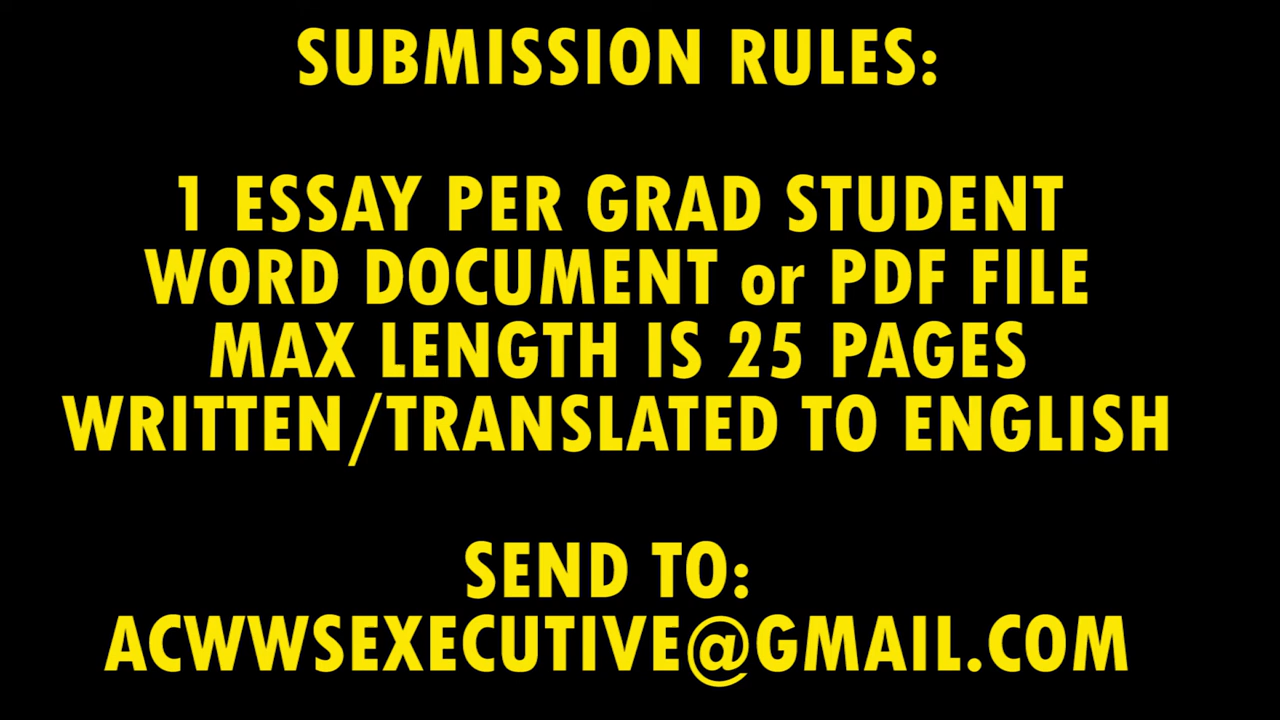 SUBMISSION RULES:
1 ESSAY PER GRAD STUDENT
WORD DOCUMENT or PDF FILE
MAX LENGTH IS 25 PAGES
WRITTEN/TRANSLATED TO ENGLISH
SEND TO:
ACWWSEXECUTIVE@GMAIL.COM